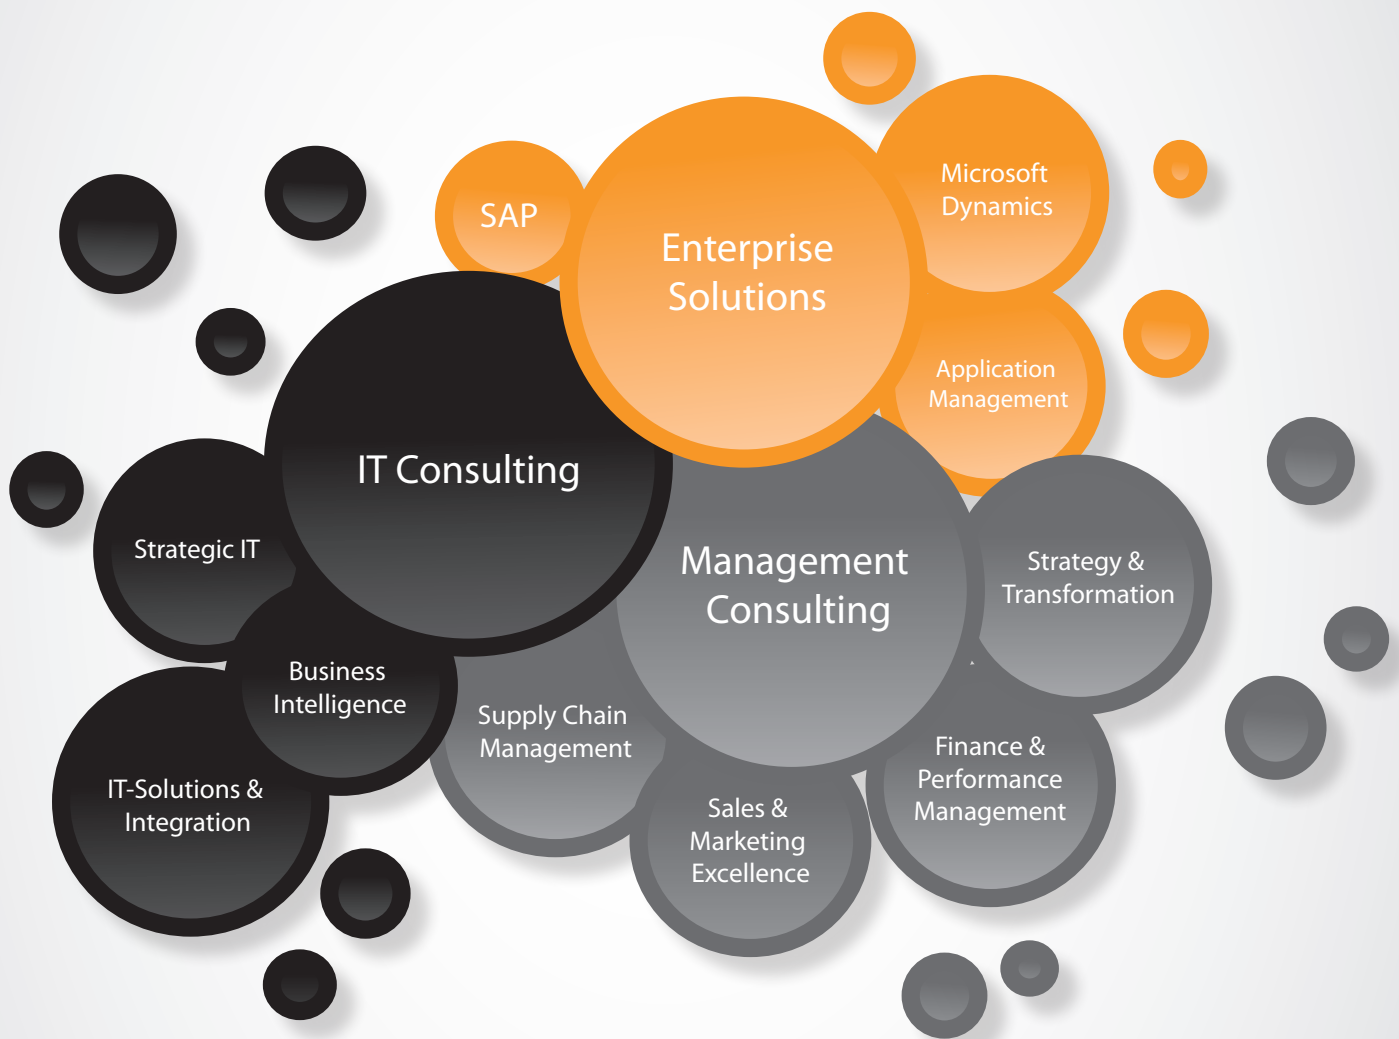 SAP
Enterprise
Solutions
Microsoft
Dynamics
Application
Management
IT Consulting
Management
Consulting
Strategic IT
Business
Intelligence
IT-Solutions &
Integration
Supply Chain
Management
Sales &
Marketing
Excellence
Finance &
Performance
Management
Strategy &
Transformation